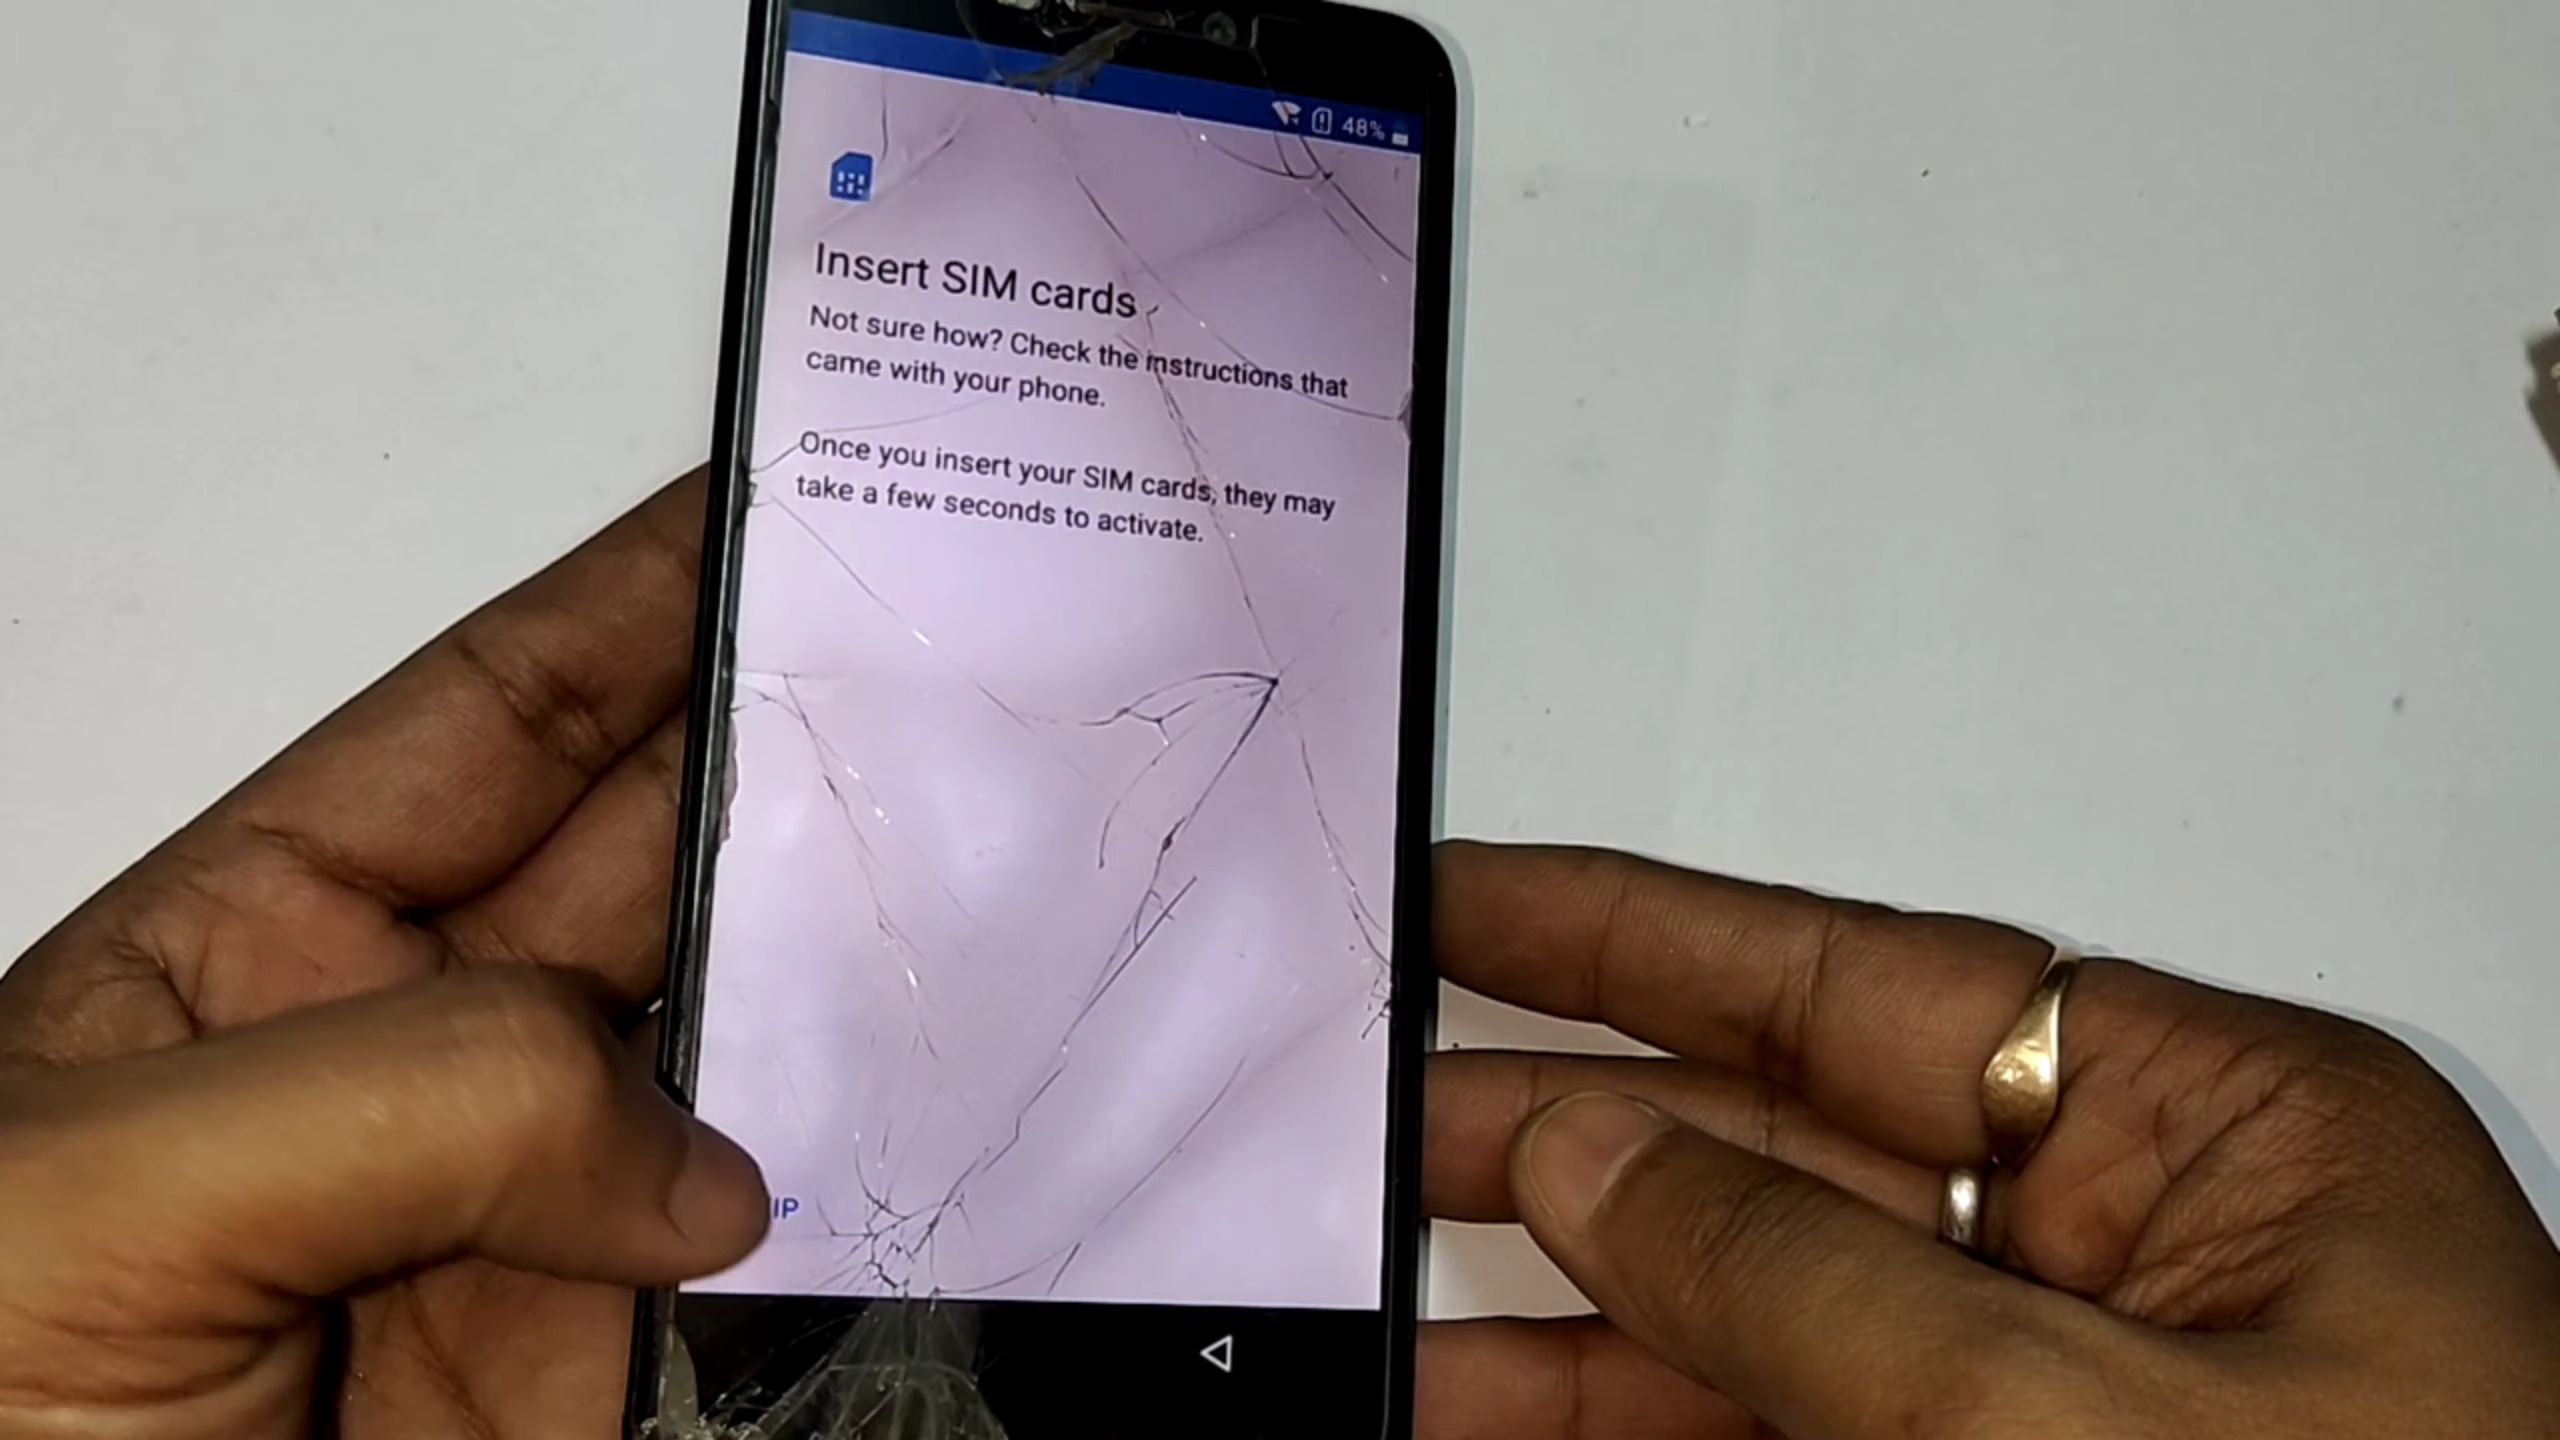 48%
Insert SIM cards
Not sure how? Check the instructions that
came with your phone.
Once you insert your SIM cards, they may
take a few seconds to activate.
IP